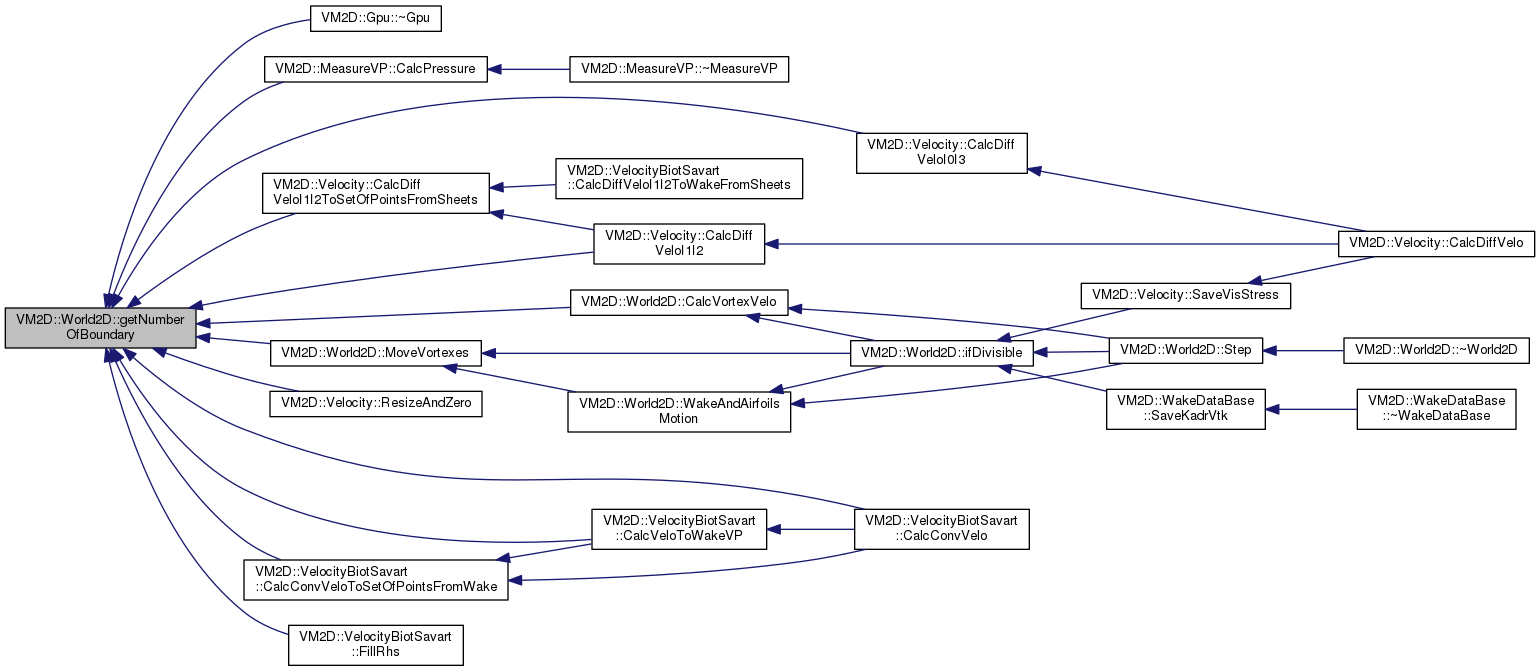 VM2D::Gpu::~Gpu
VM2D::MeasureVP::CalcPressure
VM2D::MeasureVP::~MeasureVP
VM2D::Velocity::CalcDiff
VeloI0I3
VM2D::VelocityBiotSavart
::CalcDiffVeloI1I2ToWakeFromSheets
VM2D::Velocity::CalcDiff
VeloI1I2ToSetOfPointsFromSheets
VM2D::Velocity::CalcDiff
VeloI1I2
VM2D::Velocity::CalcDiffVelo
VM2D::World2D::CalcVortexVelo
VM2D::Velocity::SaveVisStress
VM2D::World2D::getNumber
OfBoundary
VM2D::World2D::MoveVortexes
VM2D::World2D::ifDivisible
VM2D::World2D::Step
VM2D::World2D::~World2D
VM2D::Velocity::ResizeAndZero
VM2D::World2D::WakeAndAirfoils
Motion
VM2D::WakeDataBase
::SaveKadrVtk
VM2D::WakeDataBase
::~WakeDataBase
VM2D::VelocityBiotSavart
::CalcVeloToWakeVP
VM2D::VelocityBiotSavart
::CalcConvVelo
VM2D::VelocityBiotSavart
::CalcConvVeloToSetOfPointsFromWake
VM2D::VelocityBiotSavart
::FillRhs